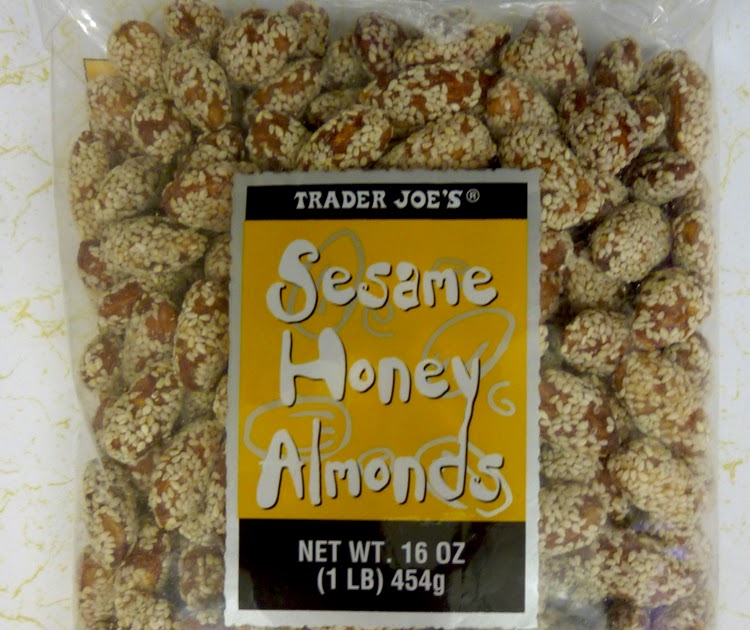 TRADER JOE'S®
Sesame
Honey
Almonds
NET WT. 16 OZ
(1 LB) 454g